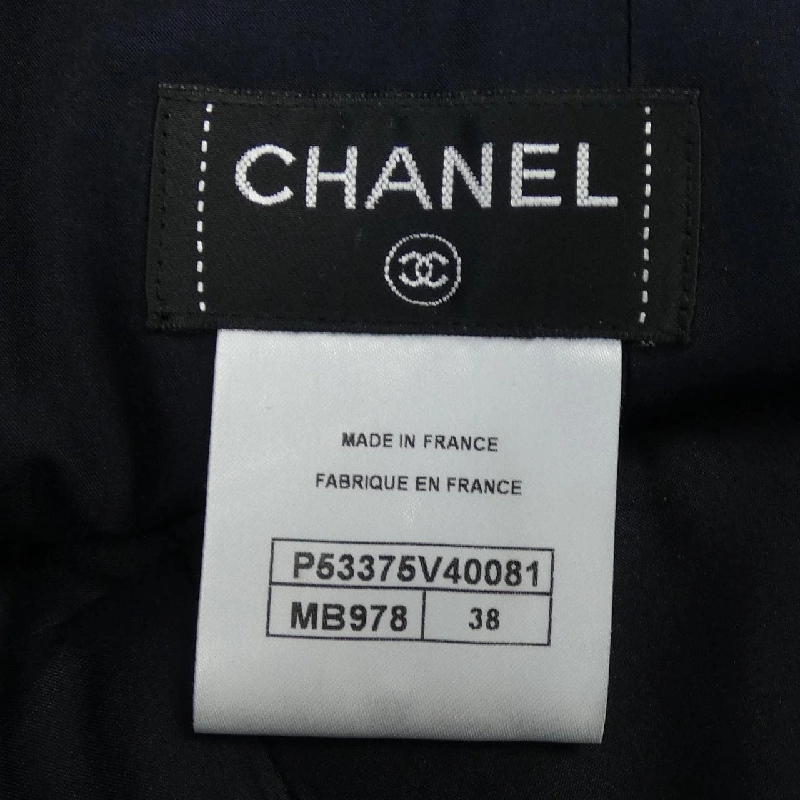 CHANEL
MADE IN FRANCE
FABRIQUE EN FRANCE
P53375V40081
MB978 38